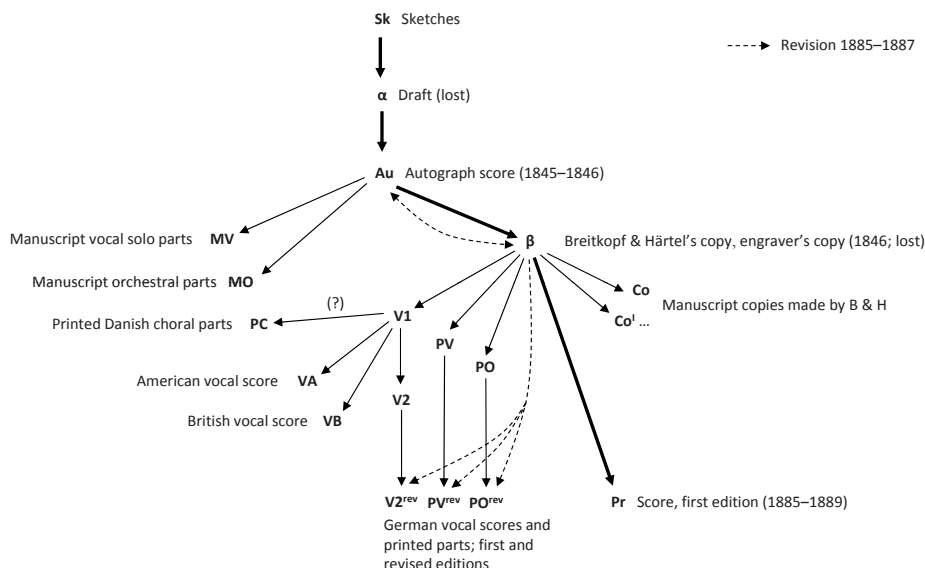 Sk Sketches
Revision 1885–1887
α Draft (lost)
Au Autograph score (1845–1846)
Manuscript vocal solo parts MV
β Breitkopf & Härtel's copy, engraver's copy (1846; lost)
Manuscript orchestral parts MO
Co
Manuscript copies made by B & H
Coᴵ ...
(?)
Printed Danish choral parts PC
V1
PV
PO
American vocal score VA
V2
British vocal score VB
V2ʳᵉᵛ PVʳᵉᵛ POʳᵉᵛ
Pr Score, first edition (1885–1889)
German vocal scores and
printed parts; first and
revised editions